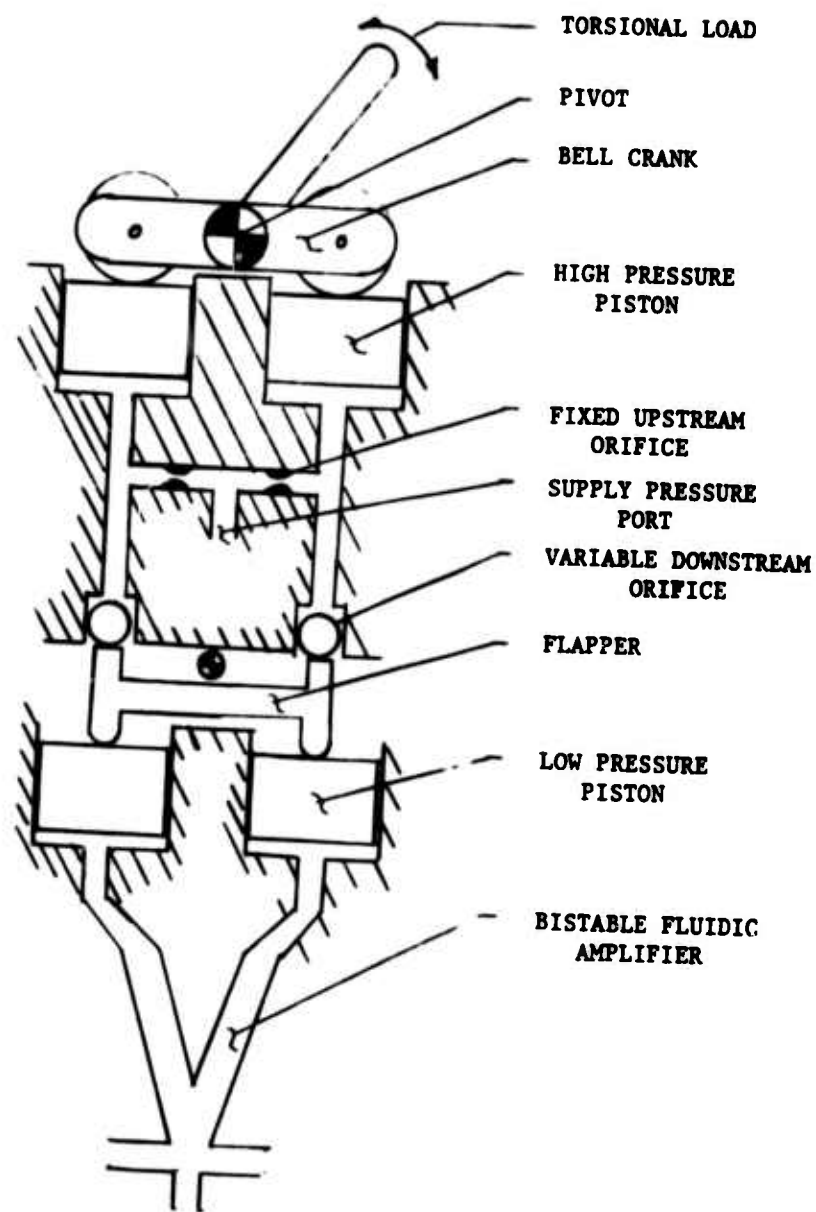 TORSIONAL LOAD
PIVOT
BELL CRANK
HIGH PRESSURE
PISTON
FIXED UPSTREAM
ORIFICE
SUPPLY PRESSURE
PORT
VARIABLE DOWNSTREAM
ORIFICE
FLAPPER
LOW PRESSURE
PISTON
BISTABLE FLUIDIC
AMPLIFIER